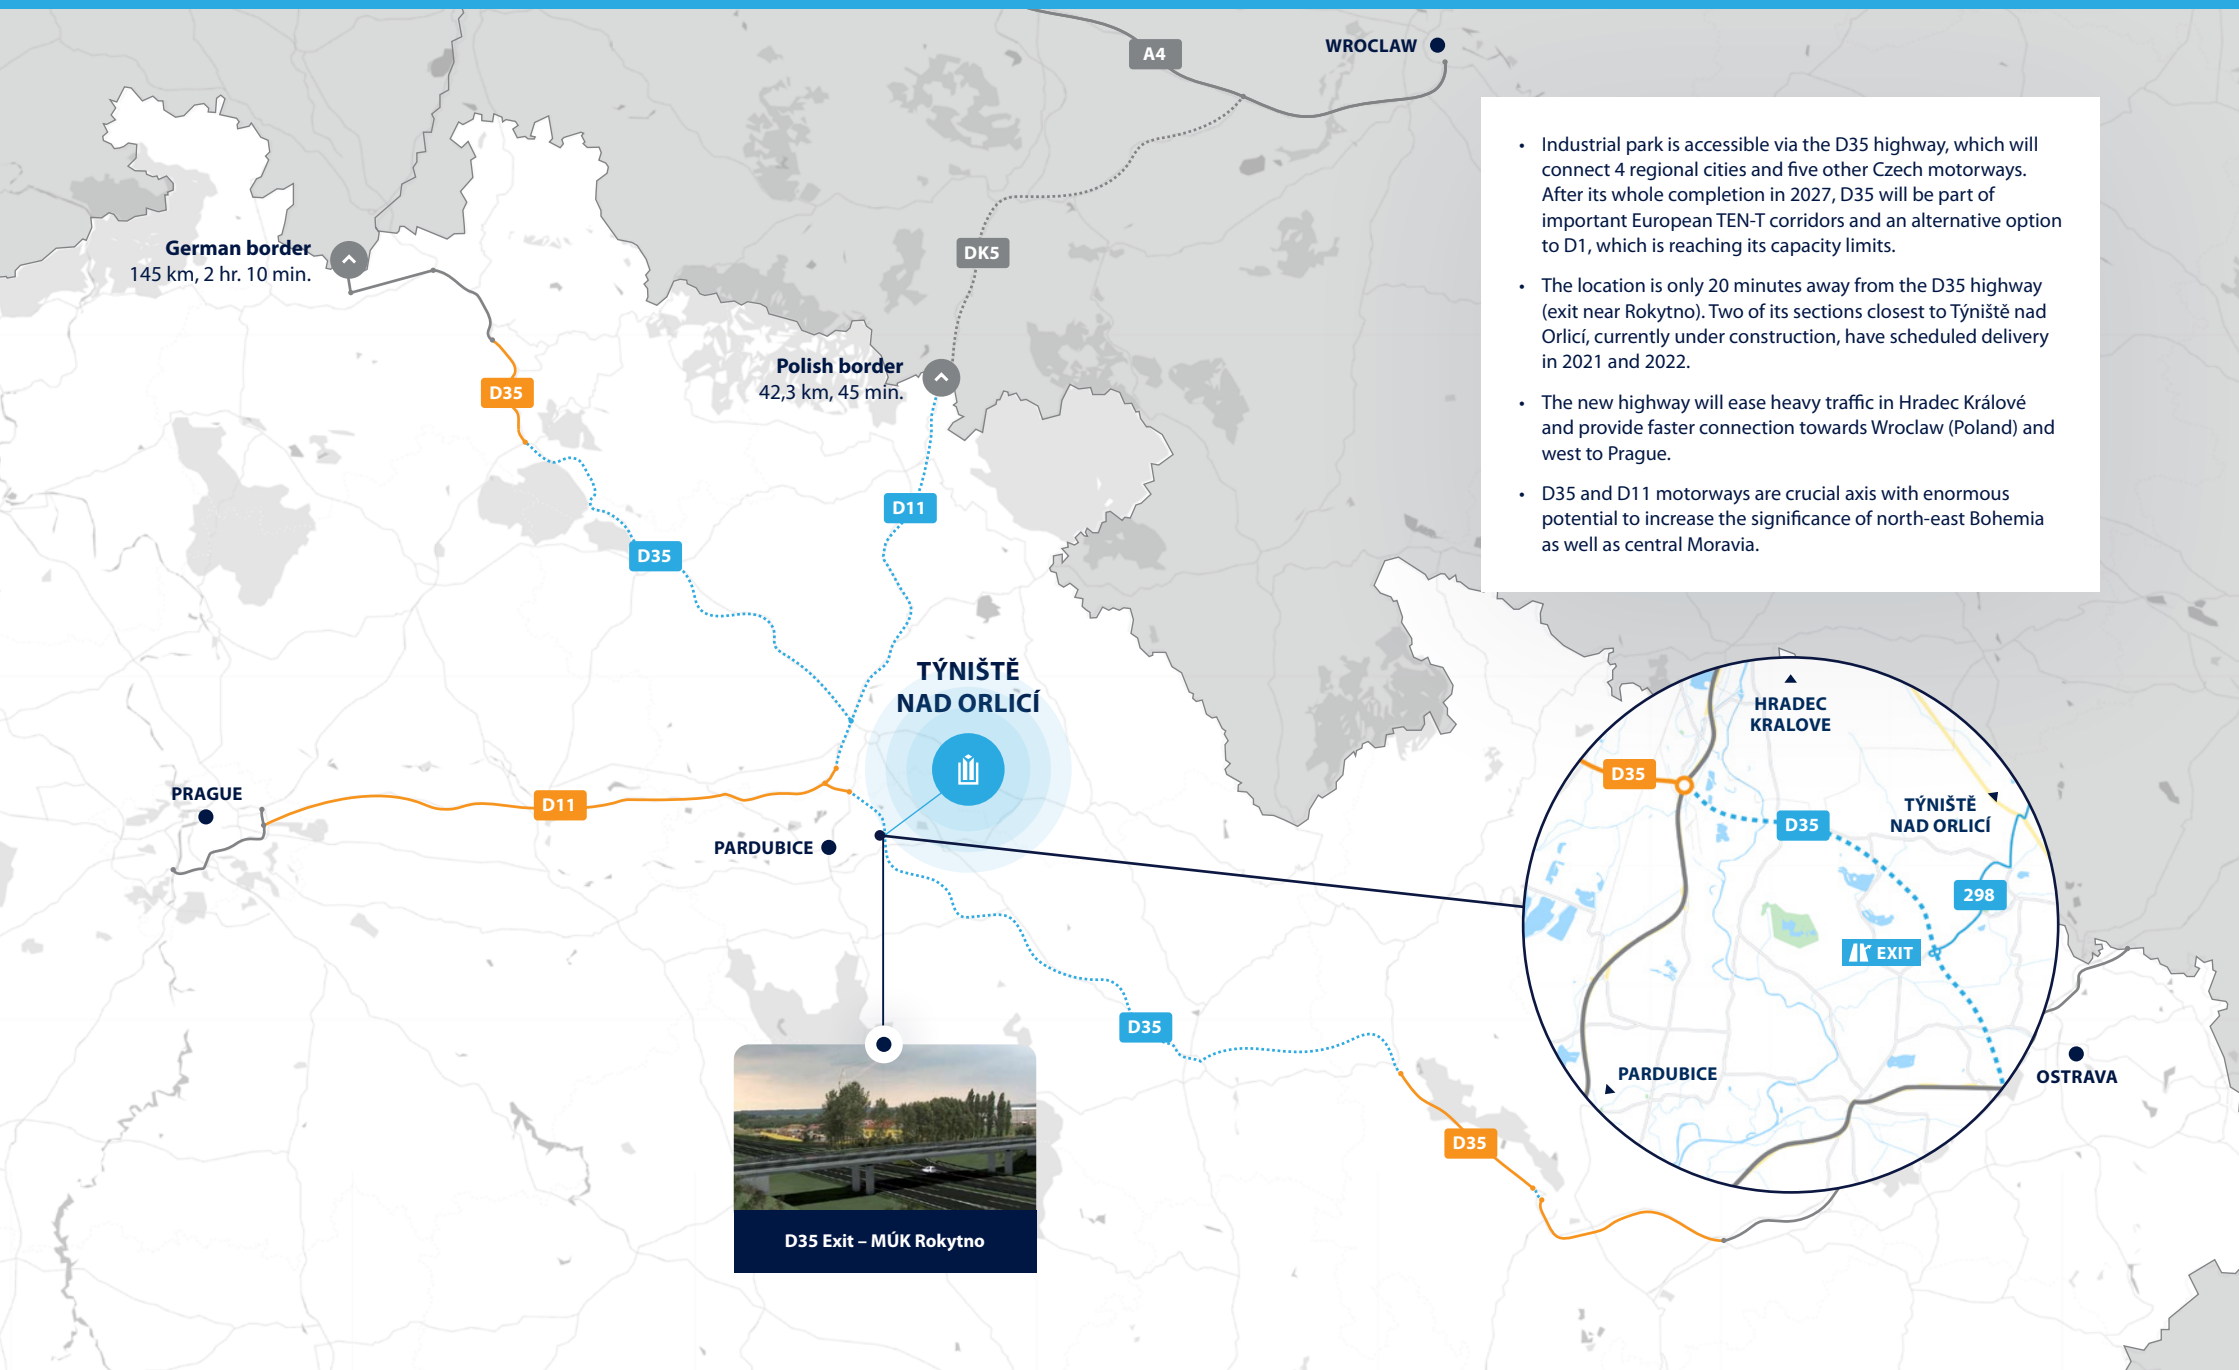 A4
WROCLAW
• Industrial park is accessible via the D35 highway, which will
connect 4 regional cities and five other Czech motorways.
After its whole completion in 2027, D35 will be part of
important European TEN-T corridors and an alternative option
to D1, which is reaching its capacity limits.
• The location is only 20 minutes away from the D35 highway
(exit near Rokytno). Two of its sections closest to Týniště nad
Orlicí, currently under construction, have scheduled delivery
in 2021 and 2022.
• The new highway will ease heavy traffic in Hradec Králové
and provide faster connection towards Wroclaw (Poland) and
west to Prague.
• D35 and D11 motorways are crucial axis with enormous
potential to increase the significance of north-east Bohemia
as well as central Moravia.
German border
145 km, 2 hr. 10 min.
DK5
Polish border
42,3 km, 45 min.
D35
D11
D35
TÝNIŠTĚ
NAD ORLICÍ
PRAGUE
D11
PARDUBICE
D35
D35
D35 Exit – MÚK Rokytno
HRADEC
KRALOVE
D35
D35
TÝNIŠTĚ
NAD ORLICÍ
298
EXIT
PARDUBICE
OSTRAVA